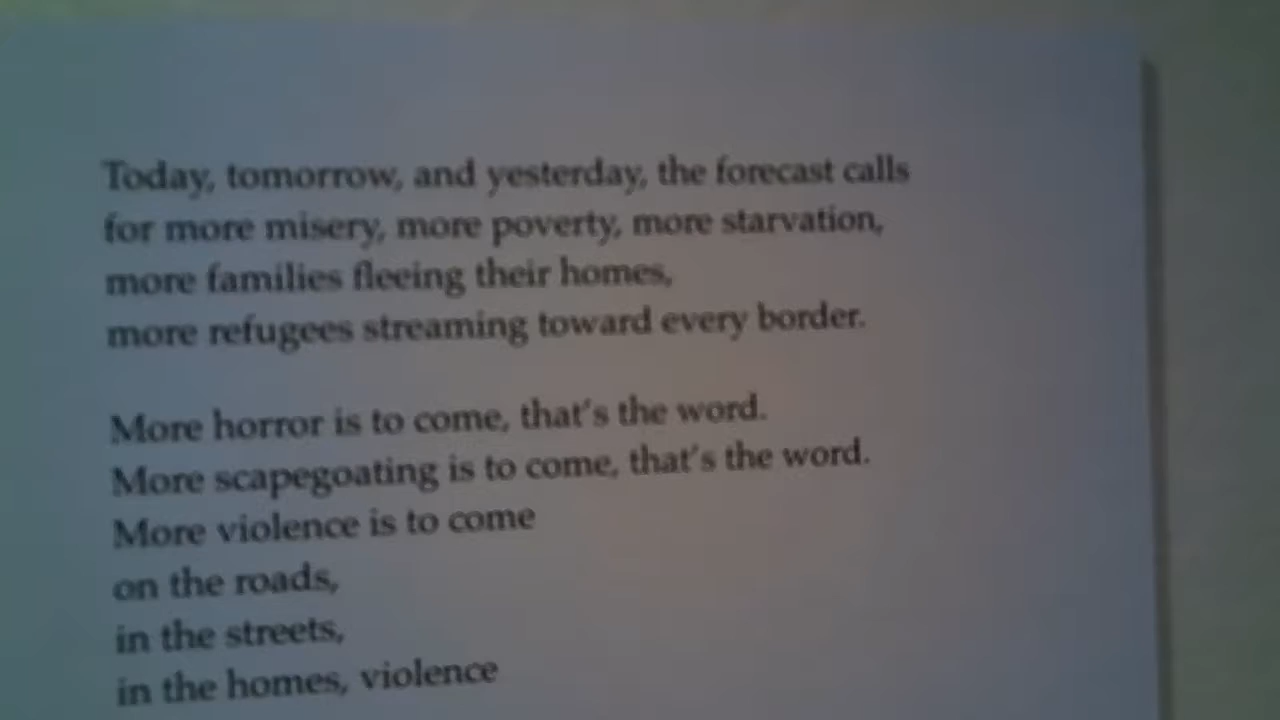 Today, tomorrow, and yesterday, the forecast calls
for more misery, more poverty, more starvation,
more families fleeing their homes,
more refugees streaming toward every border.
More horror is to come, that's the word.
More scapegoating is to come, that's the word.
More violence is to come
on the roads,
in the streets,
in the homes, violence